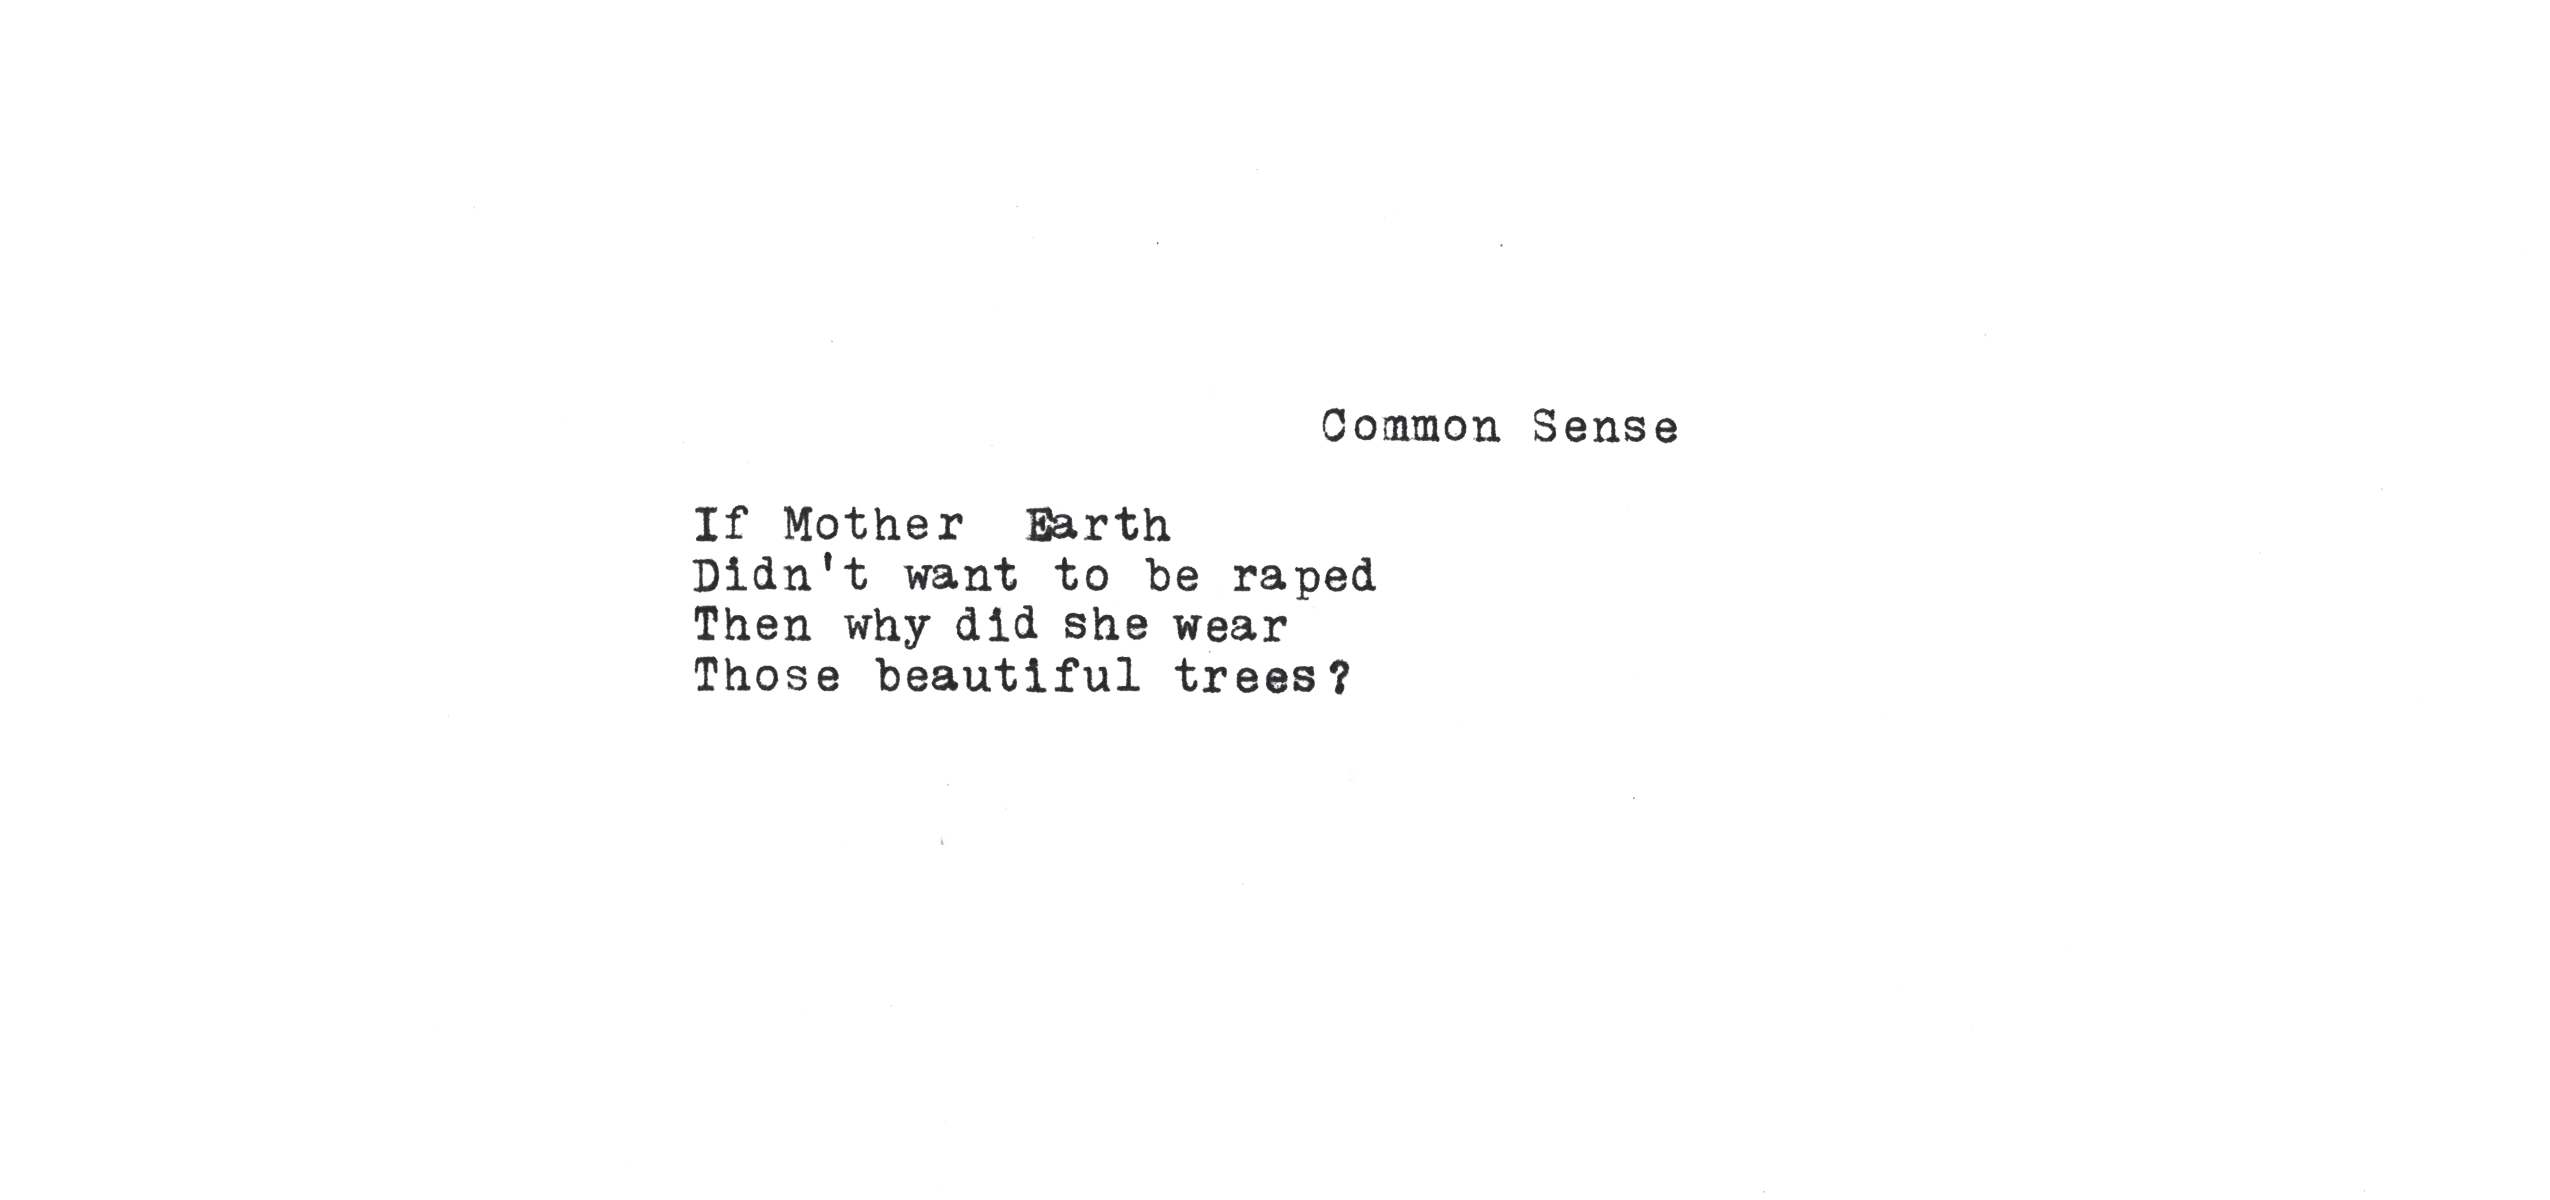 Common Sense
If Mother Earth
Didn't want to be raped
Then why did she wear
Those beautiful trees?